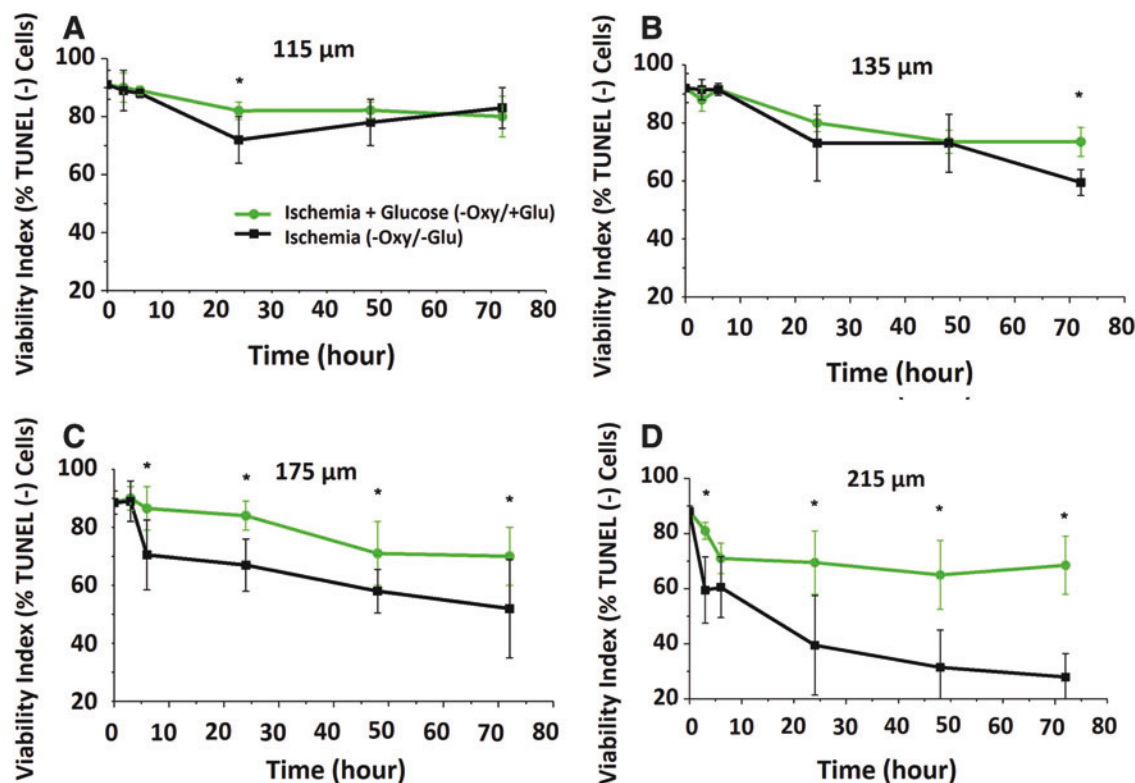 A
115 µm
*
Viability Index (% TUNEL (-) Cells)
100
80
60
40
20
Ischemia + Glucose (-Oxy/+Glu)
Ischemia (-Oxy/-Glu)
0 10 20 30 40 50 60 70 80
Time (hour)
B
135 µm
*
Viability Index (% TUNEL (-) Cells)
100
80
60
40
20
0 10 20 30 40 50 60 70 80
Time (hour)
C
175 µm
* * * *
Viability Index (% TUNEL (-) Cells)
100
80
60
40
20
0 10 20 30 40 50 60 70 80
Time (hour)
D
215 µm
* * * *
Viability Index (% TUNEL (-) Cells)
100
80
60
40
20
0 10 20 30 40 50 60 70 80
Time (hour)